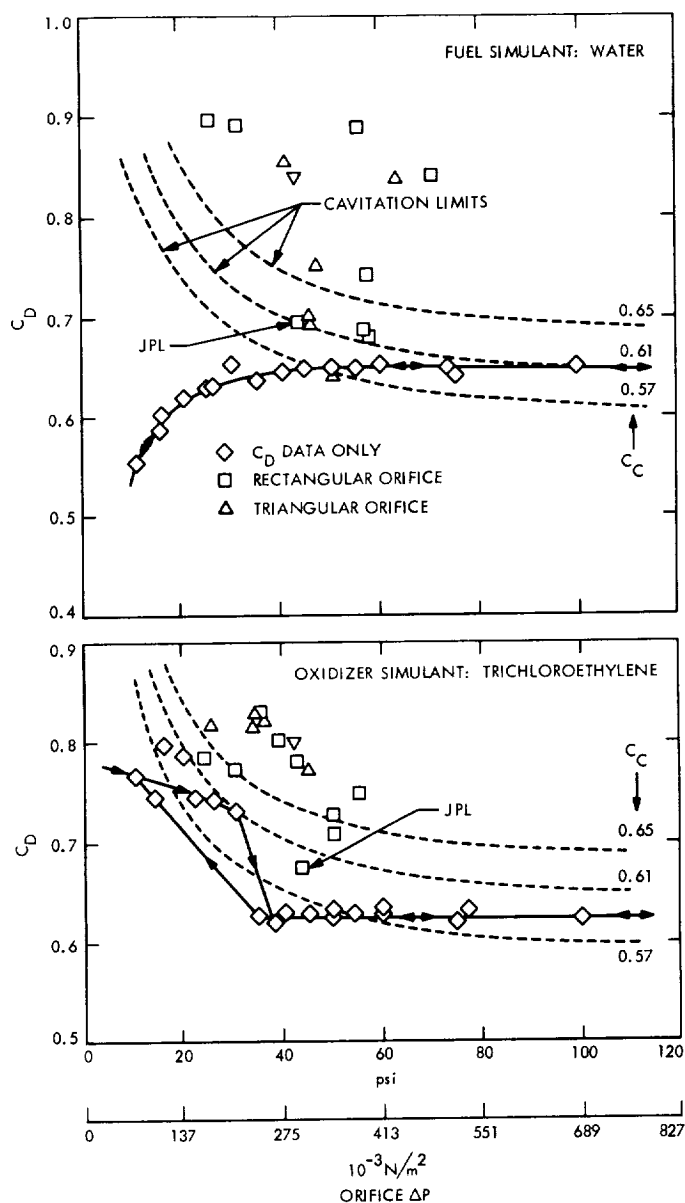 1.0
FUEL SIMULANT: WATER
0.9
0.8
CAVITATION LIMITS
C_D
0.7
0.65
JPL
0.61
0.57
0.6
C_D DATA ONLY
C_C
RECTANGULAR ORIFICE
0.5
TRIANGULAR ORIFICE
0.4
0.9
OXIDIZER SIMULANT: TRICHLOROETHYLENE
0.8
C_C
JPL
C_D
0.7
0.65
0.61
0.6
0.57
0.5
0 20 40 60 80 100 120
psi
0 137 275 413 551 689 827
10⁻³N/m²
ORIFICE ΔP